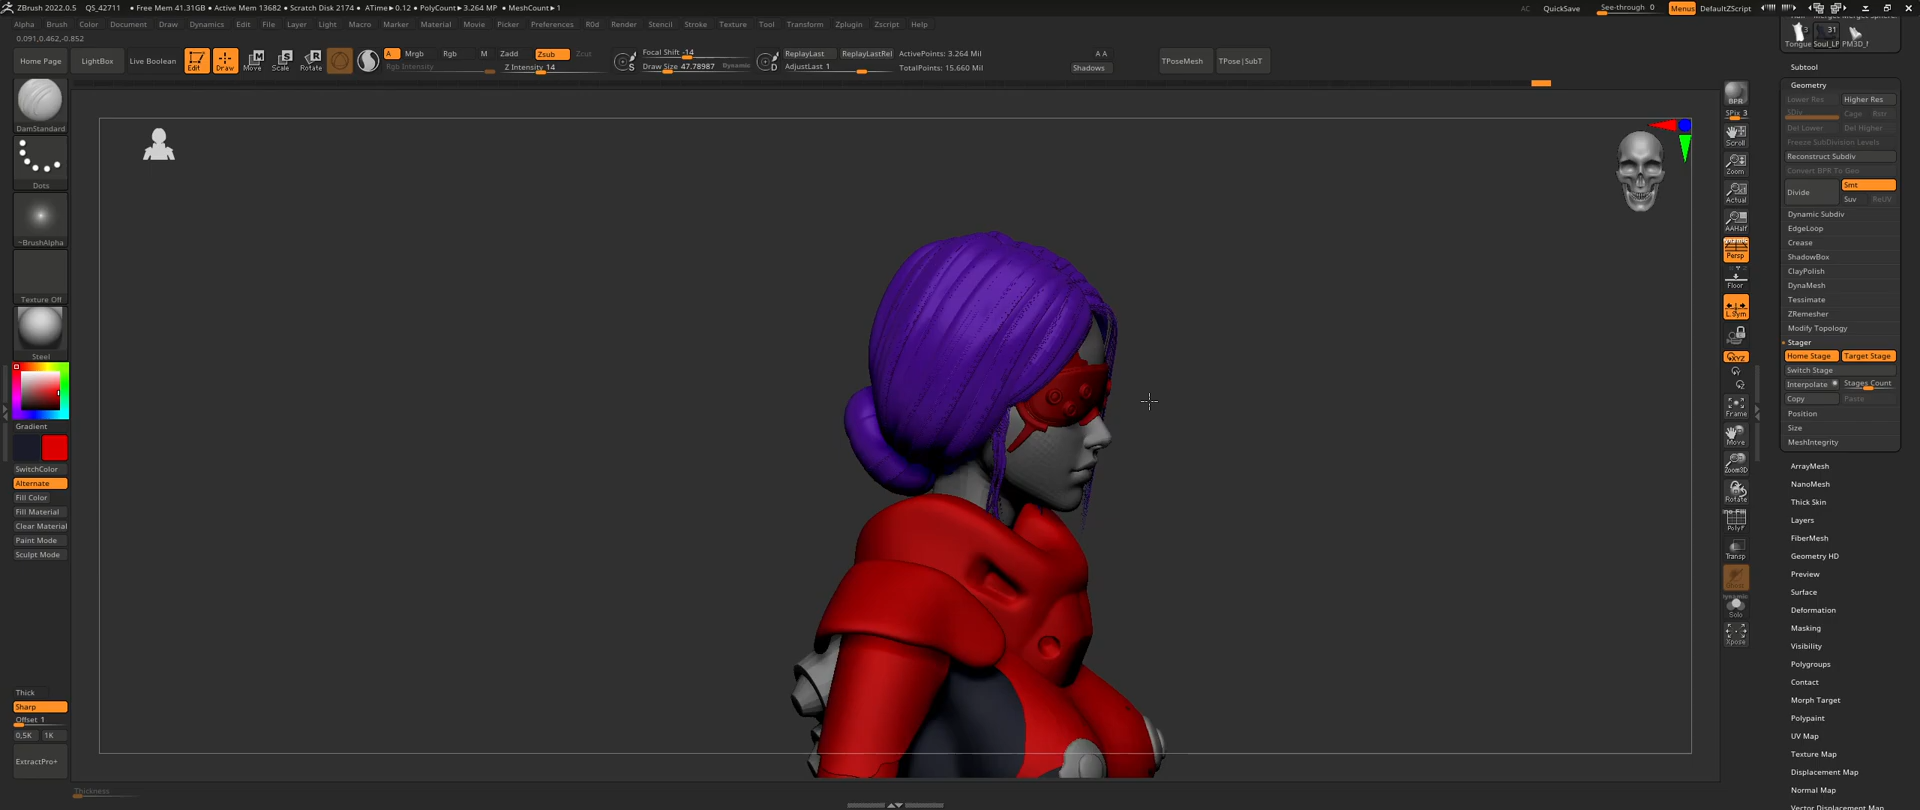 ZBrush 2022.0.5 QS_42711 • Free Mem 41.31GB • Active Mem 13682 • Scratch Disk 2174 • ATime▸0.12 • PolyCount▸3.264 MP • MeshCount▸1 AC QuickSave See-through 0 Menus DefaultZScript
Alpha Brush Color Document Draw Dynamics Edit File Layer Light Macro Marker Material Movie Picker Preferences R0d Render Stencil Stroke Texture Tool Transform Zplugin Zscript Help
0.091,0.462,-0.852
Home Page LightBox Live Boolean Edit Draw Move Scale Rotate
A Mrgb Rgb M Zadd Zsub Zcut
Rgb Intensity Z Intensity 14
Focal Shift -14
Draw Size 47.78987 Dynamic
S D
ReplayLast ReplayLastRel
AdjustLast 1
ActivePoints: 3.264 Mil
TotalPoints: 15.660 Mil
A A
Shadows
TPoseMesh TPose|SubT
DamStandard
Dots
~BrushAlpha
Texture Off
Steel
Gradient
SwitchColor
Alternate
Fill Color
Fill Material
Clear Material
Paint Mode
Sculpt Mode
Thick
Sharp
Offset 1
0,5K 1K
ExtractPro+
Thickness
BPR
SPix 3
Scroll
Zoom
Actual
AAHalf
Persp
Floor
L.Sym
XYZ
Frame
Move
Zoom3D
Rotate
PolyF
Transp
Ghost
Dynamic
Solo
Xpose
3 31
Tongue Soul_LF
Subtool
Geometry
Lower Res Higher Res
SDiv Cage Rstr
Del Lower Del Higher
Freeze SubDivision Levels
Reconstruct Subdiv
Convert BPR To Geo
Divide Smt
Suv ReUV
Dynamic Subdiv
EdgeLoop
Crease
ShadowBox
ClayPolish
DynaMesh
Tessimate
ZRemesher
Modify Topology
Stager
Home Stage Target Stage
Switch Stage
Interpolate Stages Count
Copy Paste
Position
Size
MeshIntegrity
ArrayMesh
NanoMesh
Thick Skin
Layers
FiberMesh
Geometry HD
Preview
Surface
Deformation
Masking
Visibility
Polygroups
Contact
Morph Target
Polypaint
UV Map
Texture Map
Displacement Map
Normal Map
Vector Displacement Map